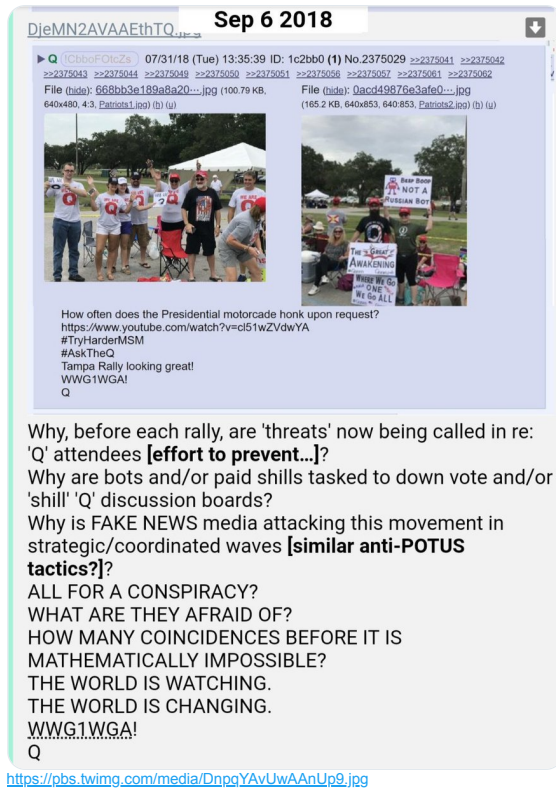 Sep 6 2018
DjeMN2AVAAEthTQ.jpg
▶ Q (!CbboFOtcZs) 07/31/18 (Tue) 13:35:39 ID: 1c2bb0 (1) No.2375029 >>2375041 >>2375042
>>2375043 >>2375044 >>2375049 >>2375050 >>2375051 >>2375056 >>2375057 >>2375061 >>2375062
File (hide): 668bb3e189a8a20···.jpg (100.79 KB,
640x480, 4:3, Patriots1.jpg) (h) (u)
File (hide): 0acd49876e3afe0···.jpg
(165.2 KB, 640x853, 640:853, Patriots2.jpg) (h) (u)
WE ARE
Q
BEEP BOOP
NOT A
RUSSIAN BOT
THE GREAT
AWAKENING
WHERE WE GO
ONE
WE GO ALL
How often does the Presidential motorcade honk upon request?
https://www.youtube.com/watch?v=cl51wZVdwYA
#TryHarderMSM
#AskTheQ
Tampa Rally looking great!
WWG1WGA!
Q
Why, before each rally, are 'threats' now being called in re:
'Q' attendees [effort to prevent…]?
Why are bots and/or paid shills tasked to down vote and/or
'shill' 'Q' discussion boards?
Why is FAKE NEWS media attacking this movement in
strategic/coordinated waves [similar anti-POTUS
tactics?]?
ALL FOR A CONSPIRACY?
WHAT ARE THEY AFRAID OF?
HOW MANY COINCIDENCES BEFORE IT IS
MATHEMATICALLY IMPOSSIBLE?
THE WORLD IS WATCHING.
THE WORLD IS CHANGING.
WWG1WGA!
Q
https://pbs.twimg.com/media/DnpqYAvUwAAnUp9.jpg